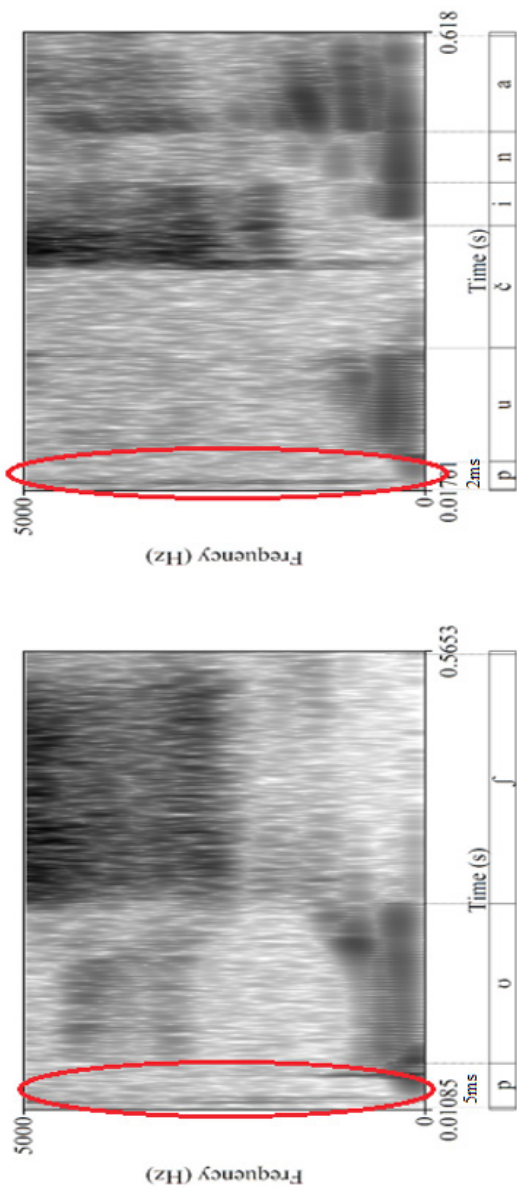 5000
Frequency (Hz)
0
0.01085 Time (s) 0.5653
5ms
p o ʃ
5000
Frequency (Hz)
0
0.01761 Time (s) 0.618
2ms
p u č i n a